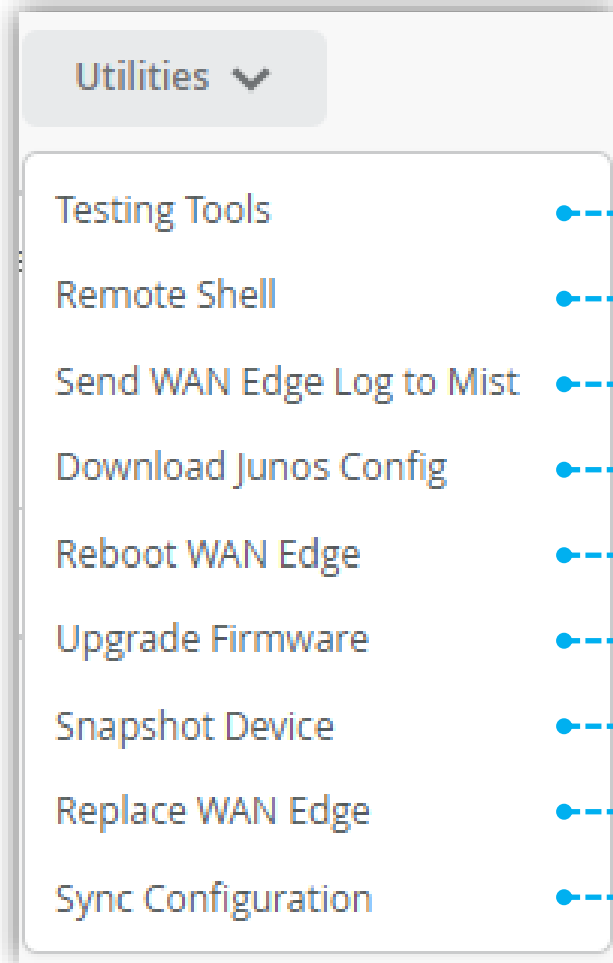 Utilities
Testing Tools
Remote Shell
Send WAN Edge Log to Mist
Download Junos Config
Reboot WAN Edge
Upgrade Firmware
Snapshot Device
Replace WAN Edge
Sync Configuration